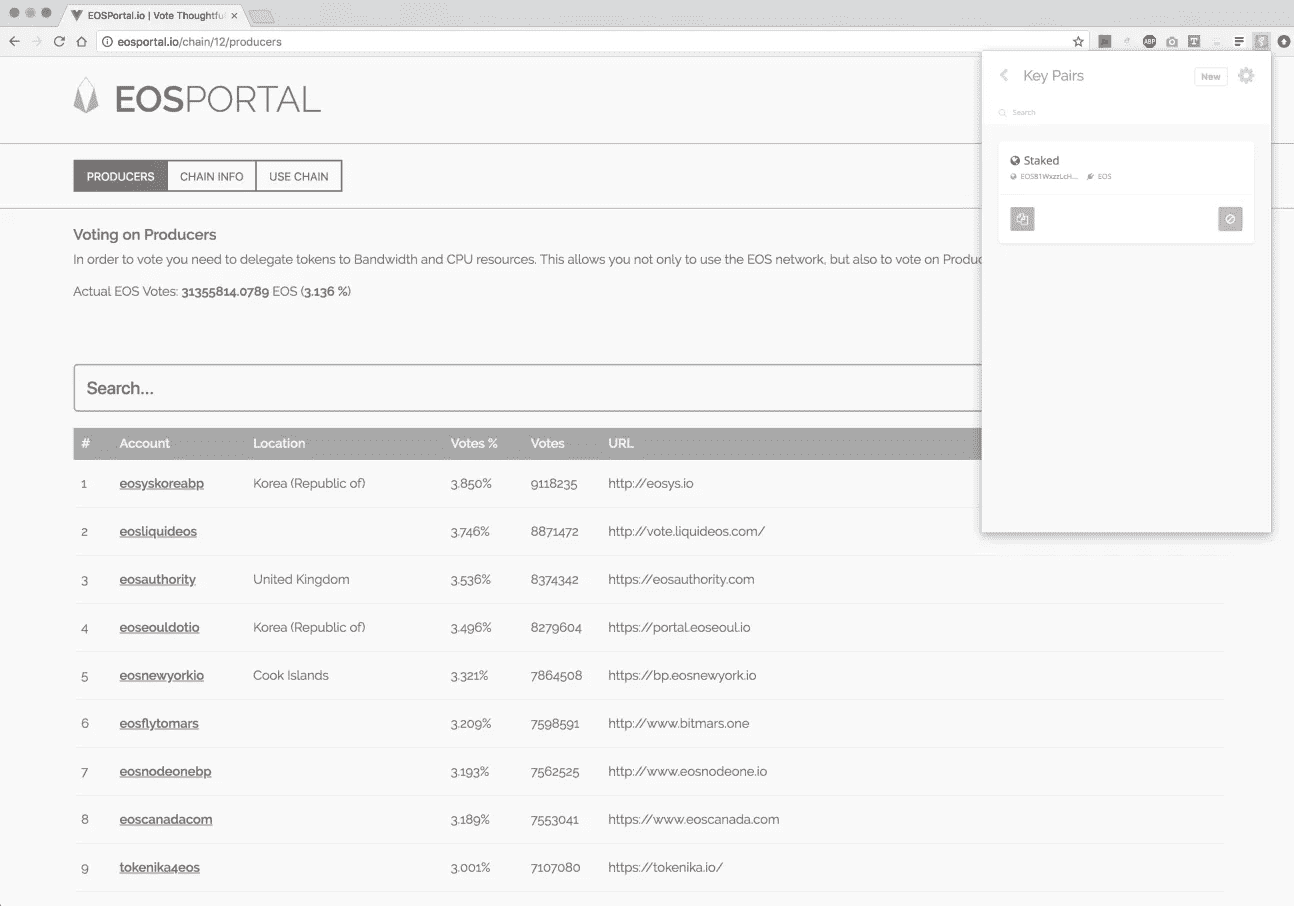 EOSPortal.io | Vote Thoughtful
eosportal.io/chain/12/producers
ABP
EOSPORTAL
PRODUCERS CHAIN INFO USE CHAIN
Voting on Producers
In order to vote you need to delegate tokens to Bandwidth and CPU resources. This allows you not only to use the EOS network, but also to vote on Produc
Actual EOS Votes: 31355814.0789 EOS (3.136 %)
Search...
# Account Location Votes % Votes URL
1 eosyskoreabp Korea (Republic of) 3.850% 9118235 http://eosys.io
2 eosliquideos 3.746% 8871472 http://vote.liquideos.com/
3 eosauthority United Kingdom 3.536% 8374342 https://eosauthority.com
4 eoseouldotio Korea (Republic of) 3.496% 8279604 https://portal.eoseoul.io
5 eosnewyorkio Cook Islands 3.321% 7864508 https://bp.eosnewyork.io
6 eosflytomars 3.209% 7598591 http://www.bitmars.one
7 eosnodeonebp 3.193% 7562525 http://www.eosnodeone.io
8 eoscanadacom 3.189% 7553041 https://www.eoscanada.com
9 tokenika4eos 3.001% 7107080 https://tokenika.io/
Key Pairs New
Search
Staked
EOS